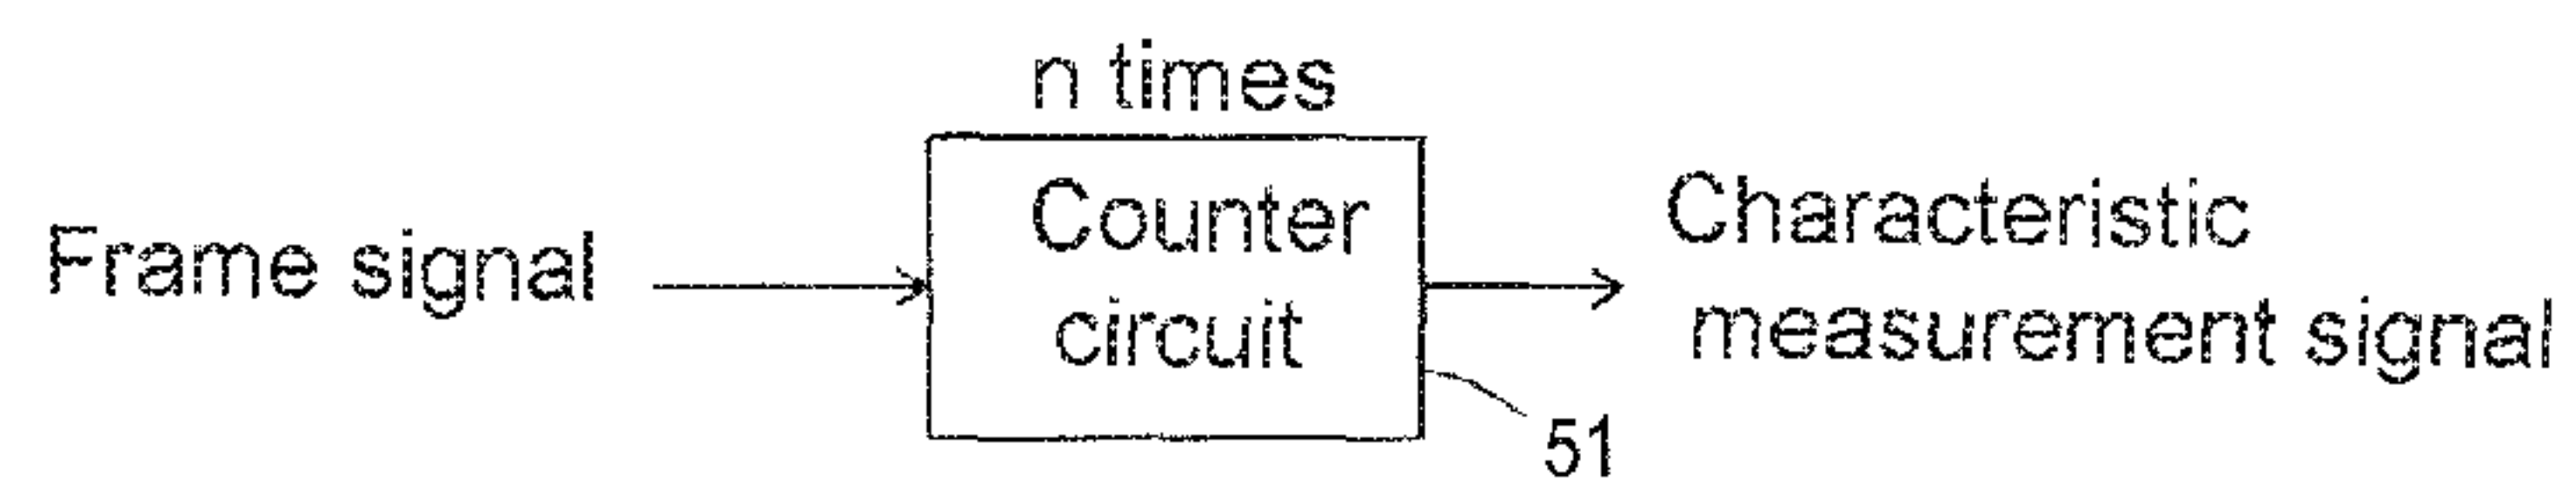 n times
Frame signal
Counter
circuit
Characteristic
measurement signal
51